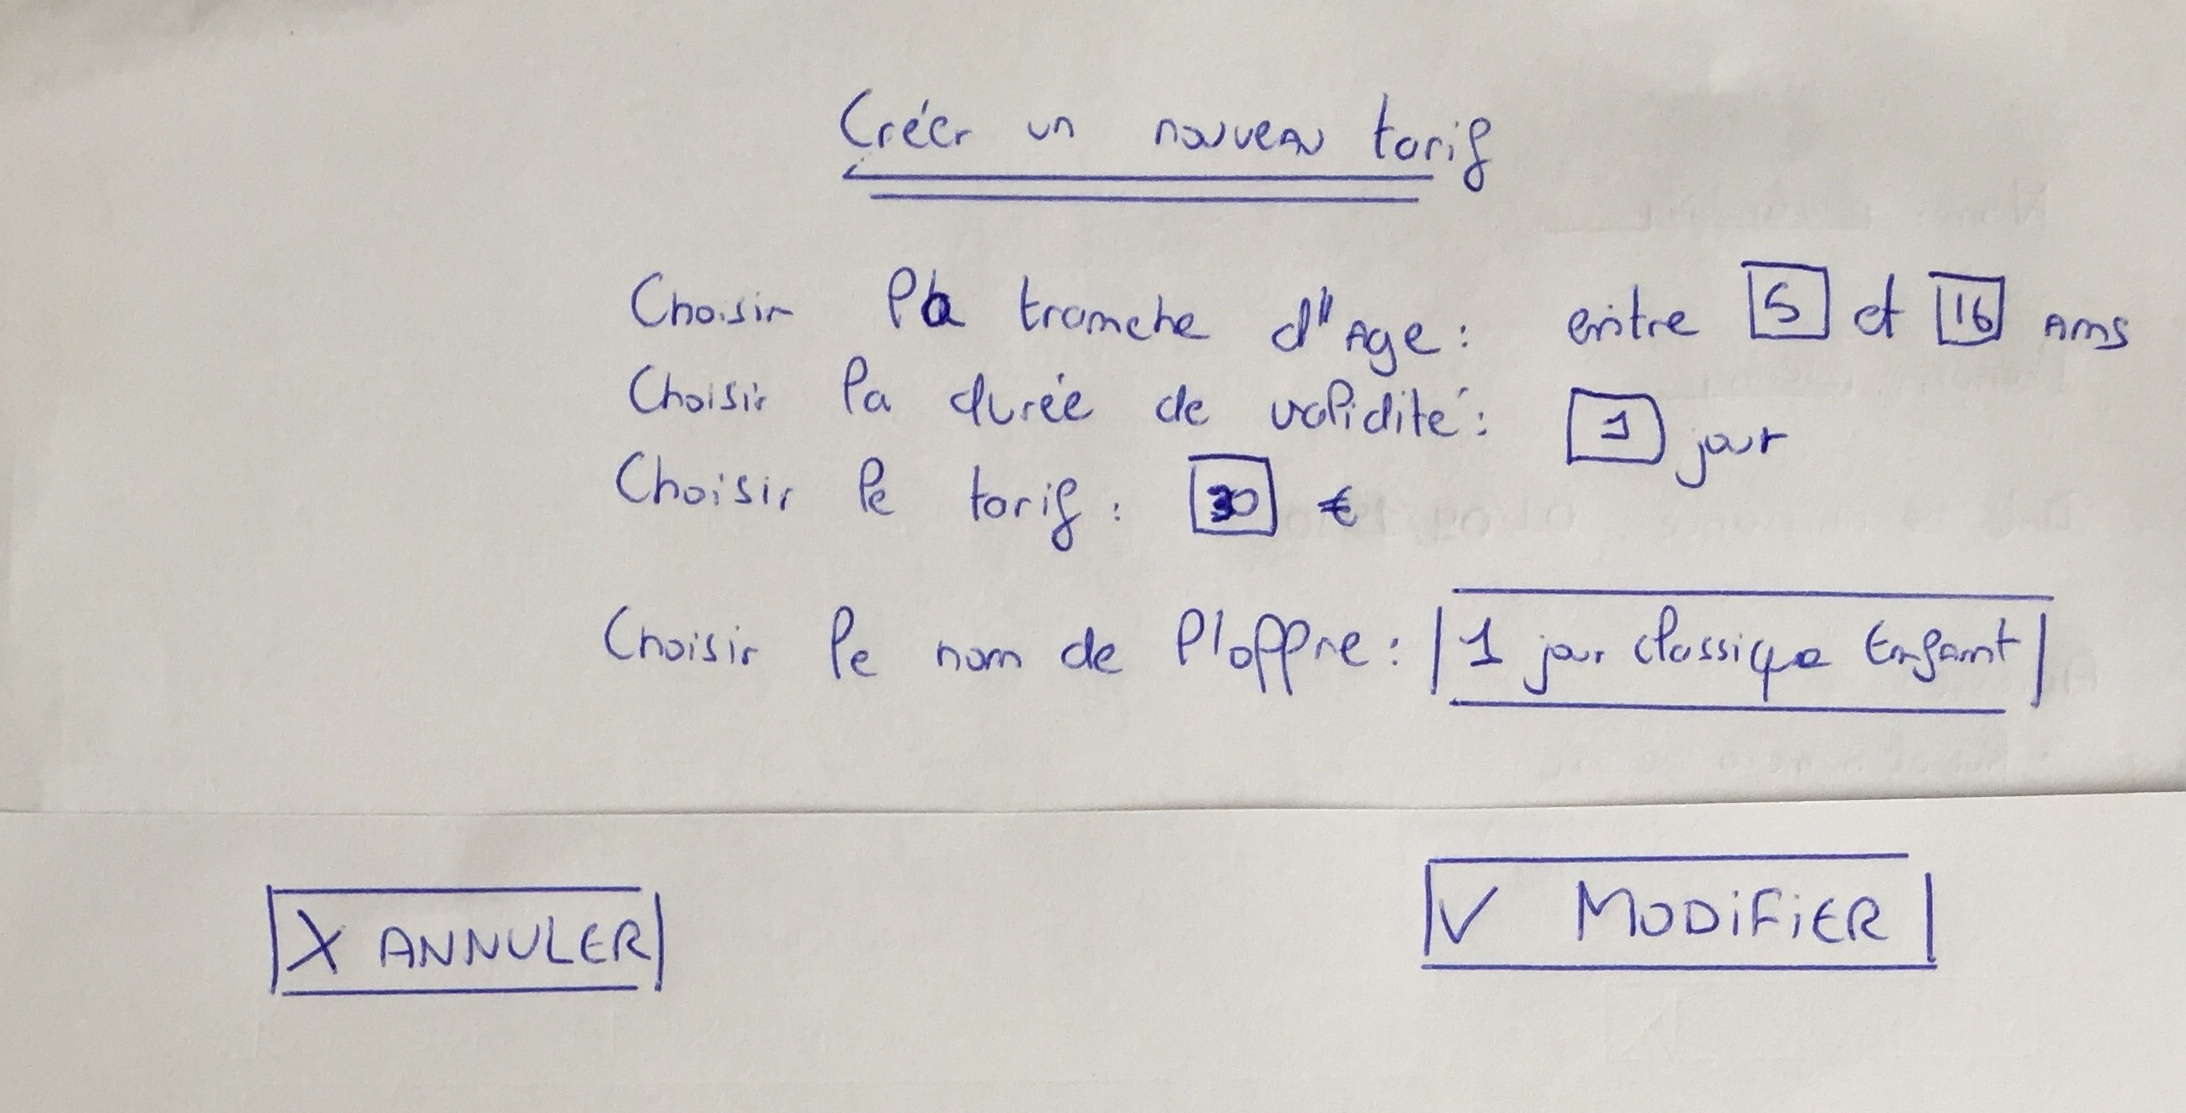 Créer un nouveau tarif
Choisir la tranche d'Age : entre 5 et 16 ans
Choisir la durée de validité : 1 jour
Choisir le tarif : 30 €
Choisir le nom de l'offre : 1 jour classique Enfant
X ANNULER
✓ MODIFIER